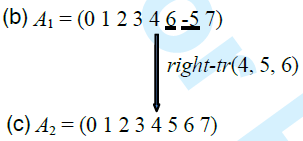 (b) A₁ = (0 1 2 3 4 6 -5 7)
right-tr(4, 5, 6)
(c) A₂ = (0 1 2 3 4 5 6 7)